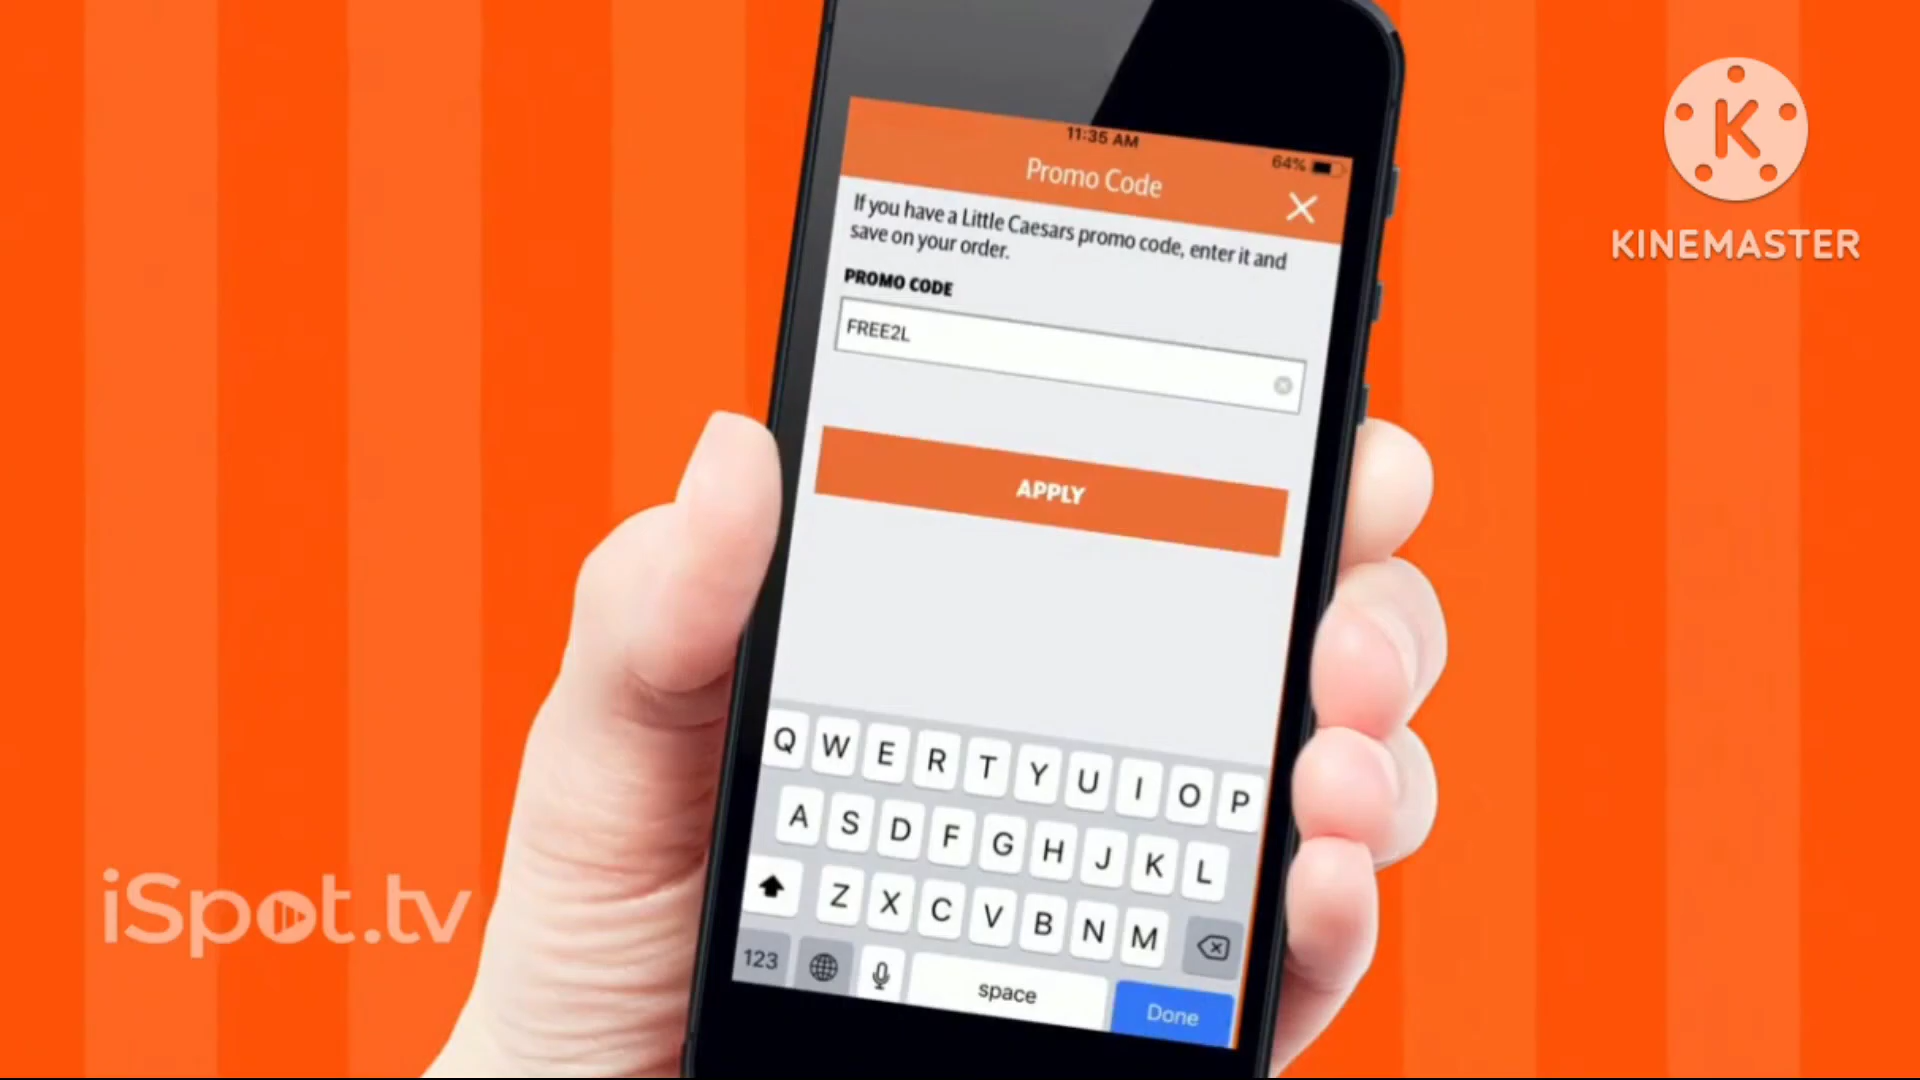 11:35 AM
64%
Promo Code
If you have a Little Caesars promo code, enter it and
save on your order.
PROMO CODE
FREE2L
APPLY
Q W E R T Y U I O P
A S D F G H J K L
Z X C V B N M
123
space
Done
K
KINEMASTER
iSpot.tv